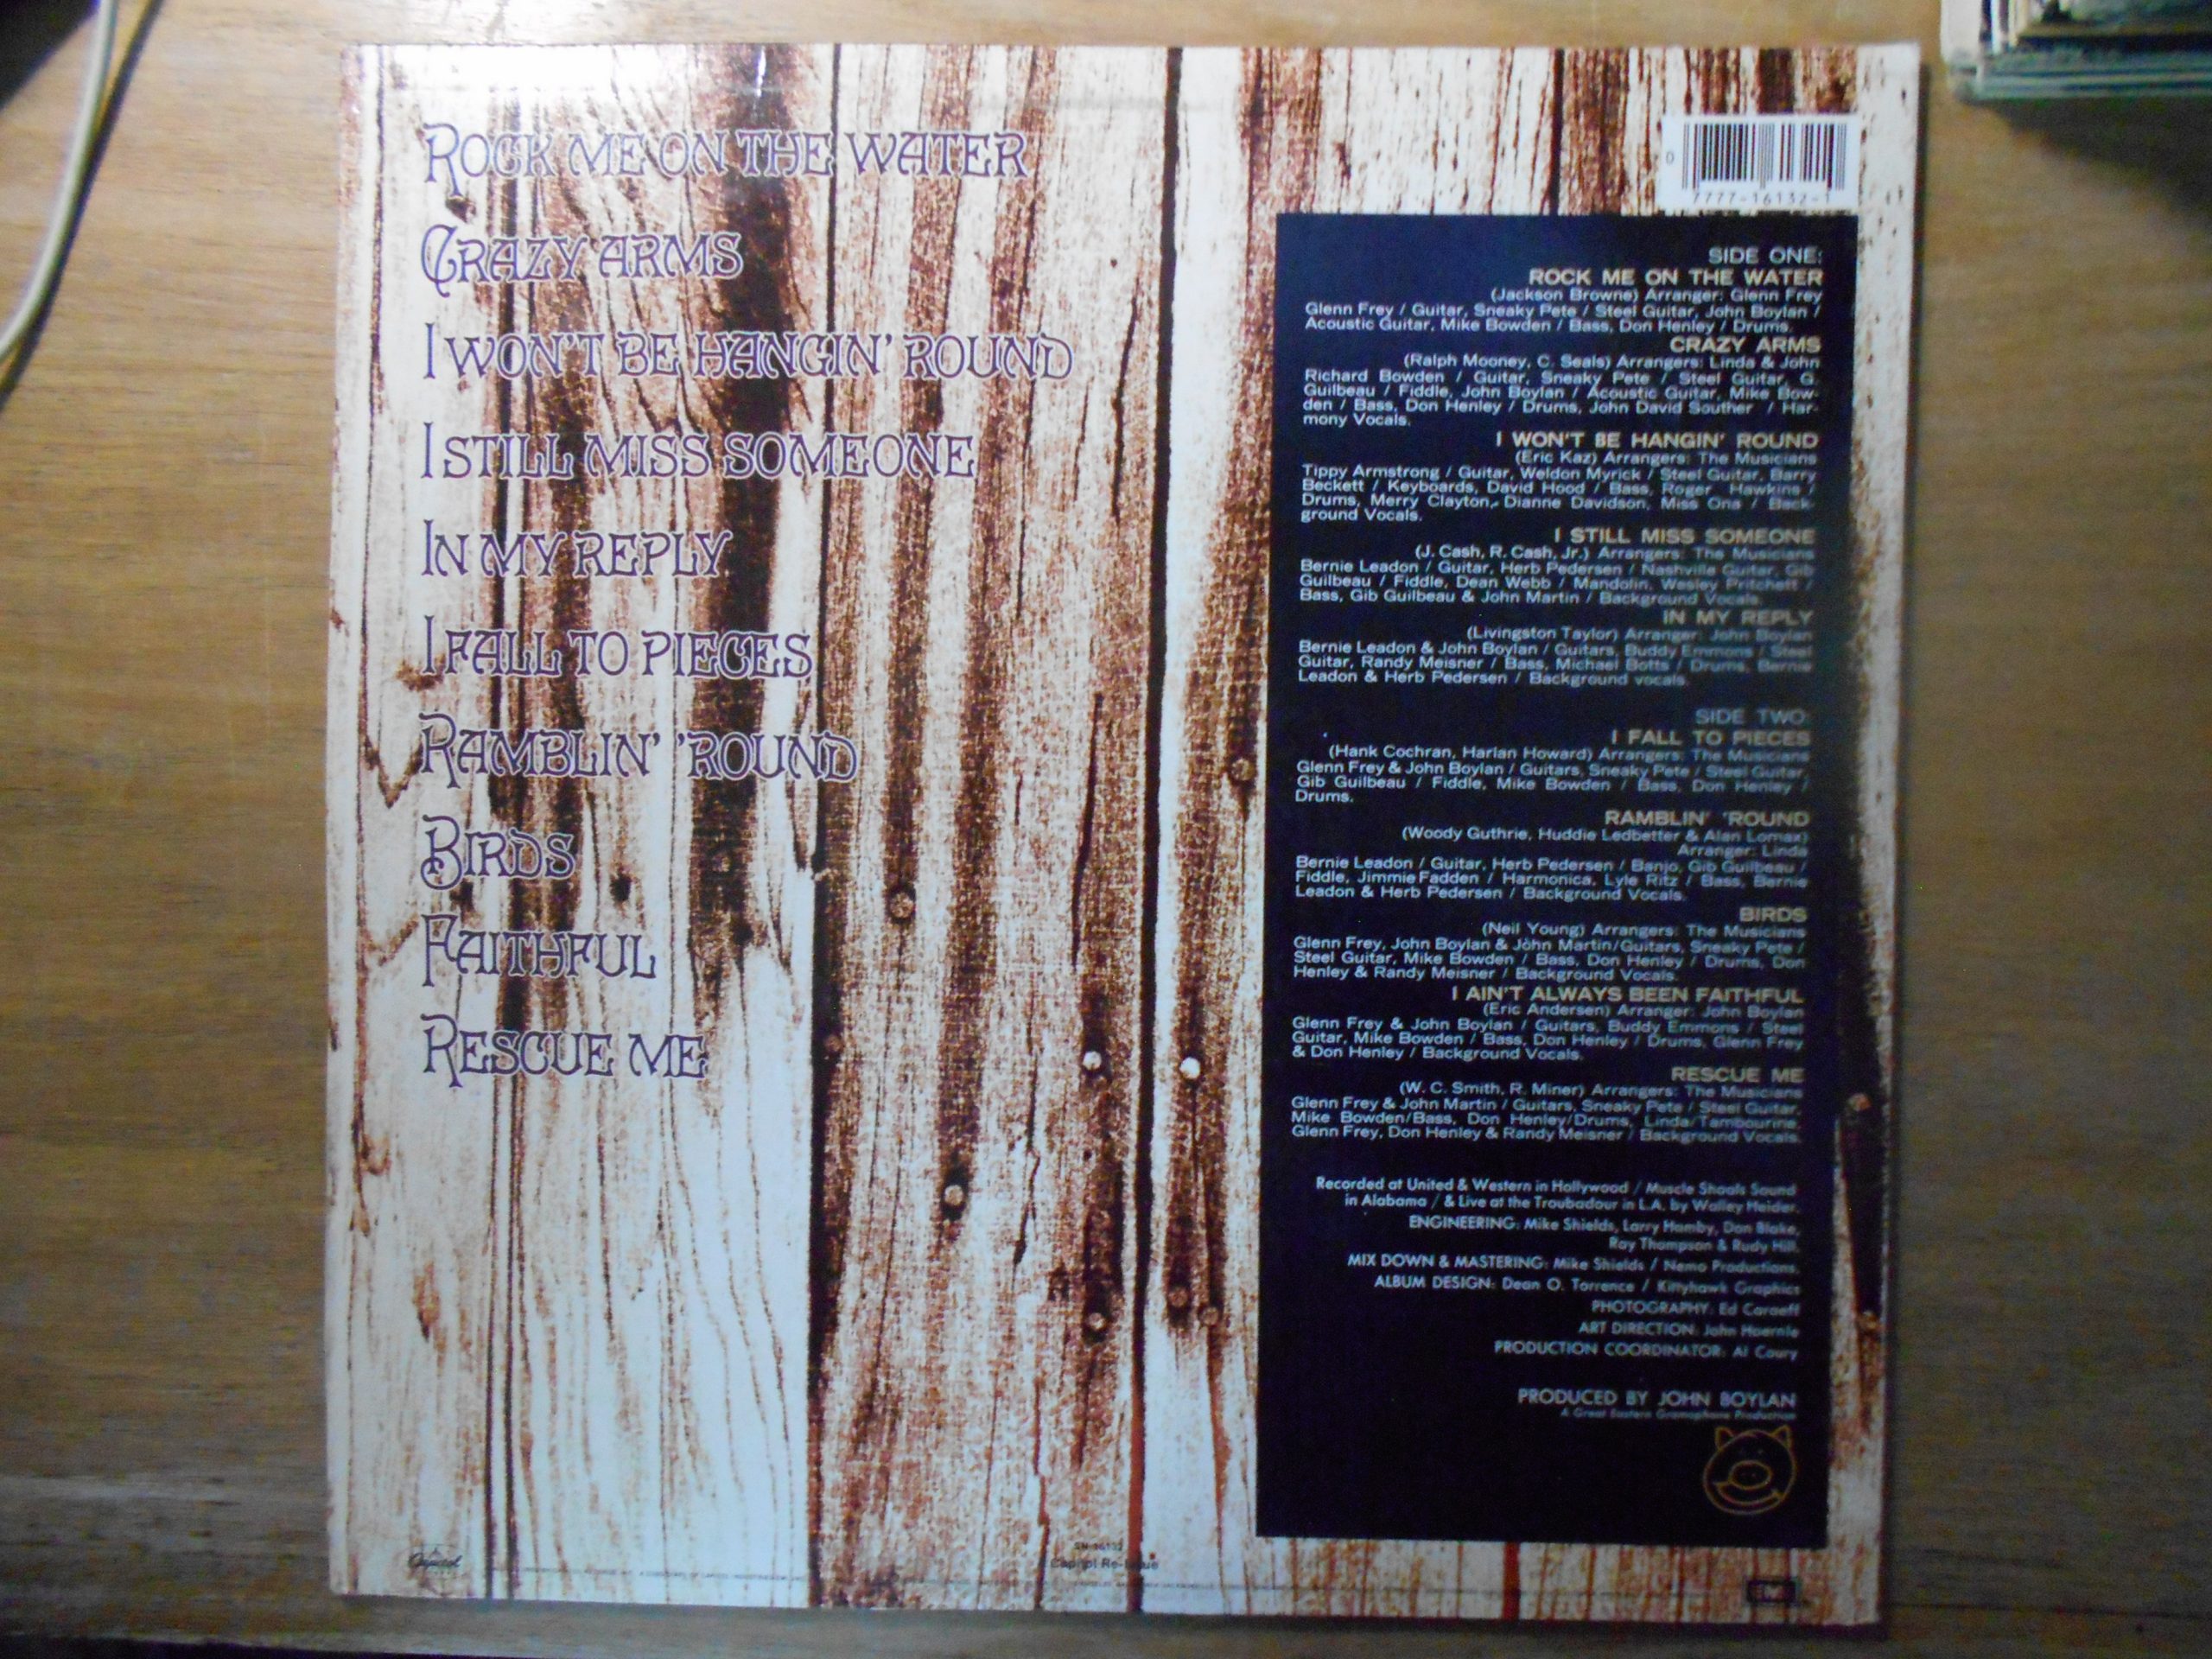 ROCK ME ON THE WATER
CRAZY ARMS
I WON'T BE HANGIN' ROUND
I STILL MISS SOMEONE
IN MY REPLY
I FALL TO PIECES
RAMBLIN' 'ROUND
BIRDS
FAITHFUL
RESCUE ME
0
7777-16132-1
SIDE ONE:
ROCK ME ON THE WATER
(Jackson Browne) Arranger: Glenn Frey
Glenn Frey / Guitar, Sneaky Pete / Steel Guitar, John Boylan /
Acoustic Guitar, Mike Bowden / Bass, Don Henley / Drums.
CRAZY ARMS
(Ralph Mooney, C. Seals) Arrangers: Linda & John
Richard Bowden / Guitar, Sneaky Pete / Steel Guitar, G.
Guilbeau / Fiddle, John Boylan / Acoustic Guitar, Mike Bow-
den / Bass, Don Henley / Drums, John David Souther / Har-
mony Vocals.
I WON'T BE HANGIN' ROUND
(Eric Kaz) Arrangers: The Musicians
Tippy Armstrong / Guitar, Weldon Myrick / Steel Guitar, Barry
Beckett / Keyboards, David Hood / Bass, Roger Hawkins /
Drums, Merry Clayton, Dianne Davidson, Miss Ona / Back-
ground Vocals.
I STILL MISS SOMEONE
(J. Cash, R. Cash, Jr.) Arrangers: The Musicians
Bernie Leadon / Guitar, Herb Pedersen / Nashville Guitar, Gib
Guilbeau / Fiddle, Dean Webb / Mandolin, Wesley Pritchett /
Bass, Gib Guilbeau & John Martin / Background Vocals.
IN MY REPLY
(Livingston Taylor) Arranger: John Boylan
Bernie Leadon & John Boylan / Guitars, Buddy Emmons / Steel
Guitar, Randy Meisner / Bass, Michael Botts / Drums, Bernie
Leadon & Herb Pedersen / Background vocals.
SIDE TWO:
I FALL TO PIECES
(Hank Cochran, Harlan Howard) Arrangers: The Musicians
Glenn Frey & John Boylan / Guitars, Sneaky Pete / Steel Guitar,
Gib Guilbeau / Fiddle, Mike Bowden / Bass, Don Henley /
Drums.
RAMBLIN' 'ROUND
(Woody Guthrie, Huddie Ledbetter & Alan Lomax)
Arranger: Linda
Bernie Leadon / Guitar, Herb Pedersen / Banjo, Gib Guilbeau /
Fiddle, Jimmie Fadden / Harmonica, Lyle Ritz / Bass, Bernie
Leadon & Herb Pedersen / Background Vocals.
BIRDS
(Neil Young) Arrangers: The Musicians
Glenn Frey, John Boylan & John Martin/Guitars, Sneaky Pete /
Steel Guitar, Mike Bowden / Bass, Don Henley / Drums, Don
Henley & Randy Meisner / Background Vocals.
I AIN'T ALWAYS BEEN FAITHFUL
(Eric Andersen) Arranger: John Boylan
Glenn Frey & John Boylan / Guitars, Buddy Emmons / Steel
Guitar, Mike Bowden / Bass, Don Henley / Drums, Glenn Frey
& Don Henley / Background Vocals.
RESCUE ME
(W. C. Smith, R. Miner) Arrangers: The Musicians
Glenn Frey & John Martin / Guitars, Sneaky Pete / Steel Guitar,
Mike Bowden/Bass, Don Henley/Drums, Linda/Tambourine,
Glenn Frey, Don Henley & Randy Meisner / Background Vocals.
Recorded at United & Western in Hollywood / Muscle Shoals Sound
in Alabama / & Live at the Troubadour in L.A. by Walley Heider.
ENGINEERING: Mike Shields, Larry Hamby, Don Blake,
Ray Thompson & Rudy Hill.
MIX DOWN & MASTERING: Mike Shields / Nemo Productions.
ALBUM DESIGN: Dean O. Torrence / Kittyhawk Graphics
PHOTOGRAPHY: Ed Caraeff
ART DIRECTION: John Hoernle
PRODUCTION COORDINATOR: Al Coury
PRODUCED BY JOHN BOYLAN
A Great Eastern Gramophone Production
Capitol
SN-16132
Capitol Re-Issue
EMI